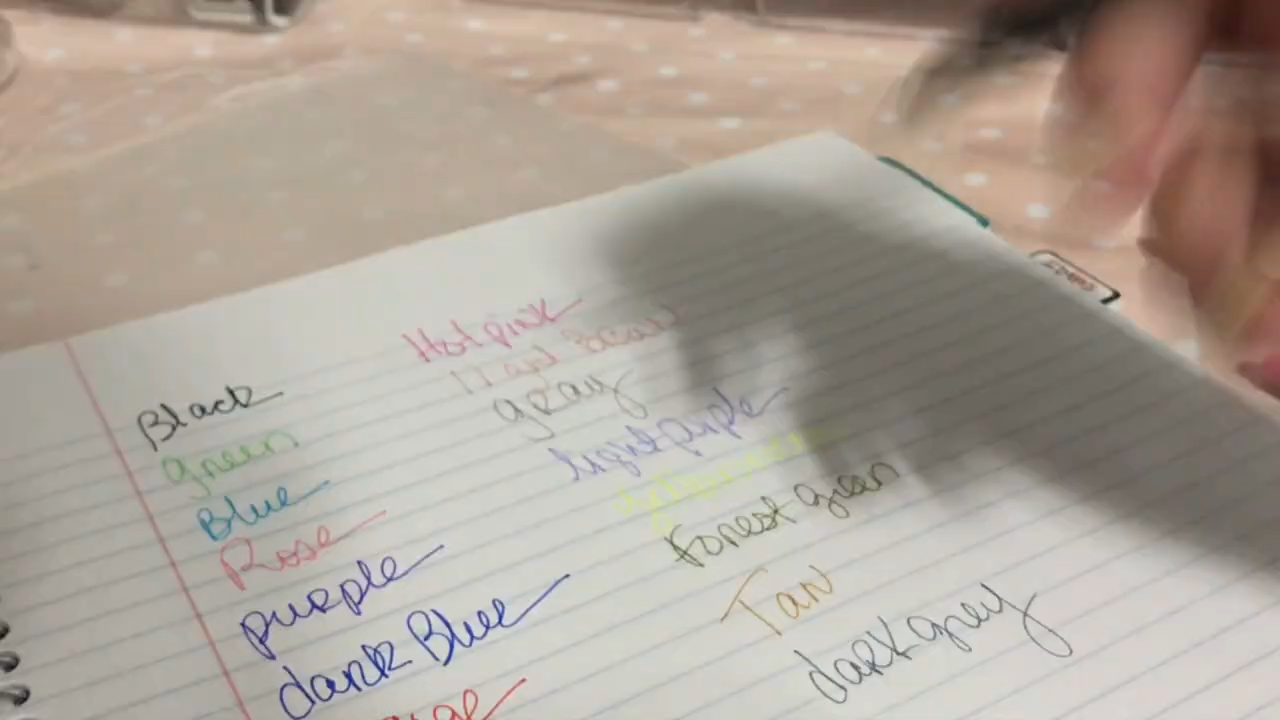 Black
green
Blue
Rose
purple
dark Blue
Hot pink
gray
light purple
Forest green
Tan
dark grey